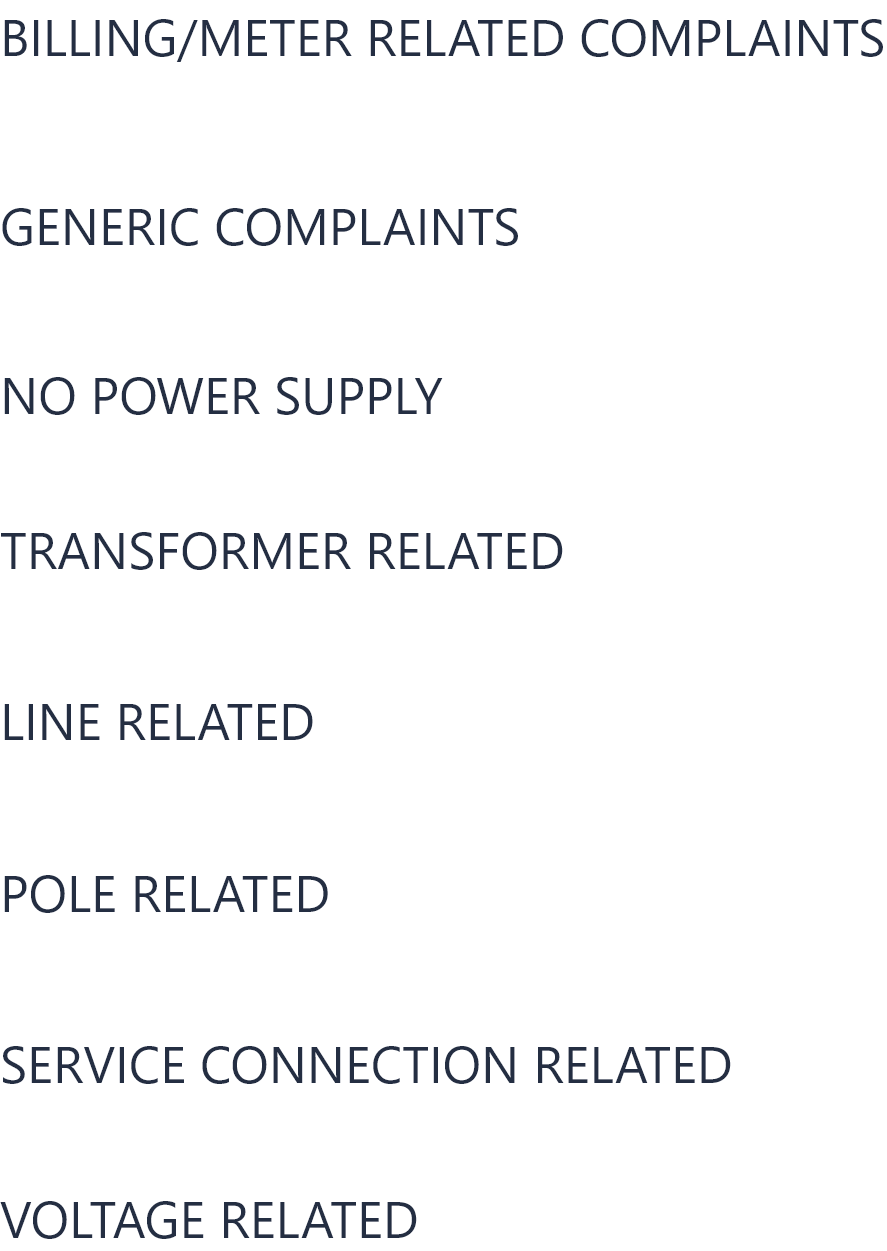 BILLING/METER RELATED COMPLAINTS
GENERIC COMPLAINTS
NO POWER SUPPLY
TRANSFORMER RELATED
LINE RELATED
POLE RELATED
SERVICE CONNECTION RELATED
VOLTAGE RELATED